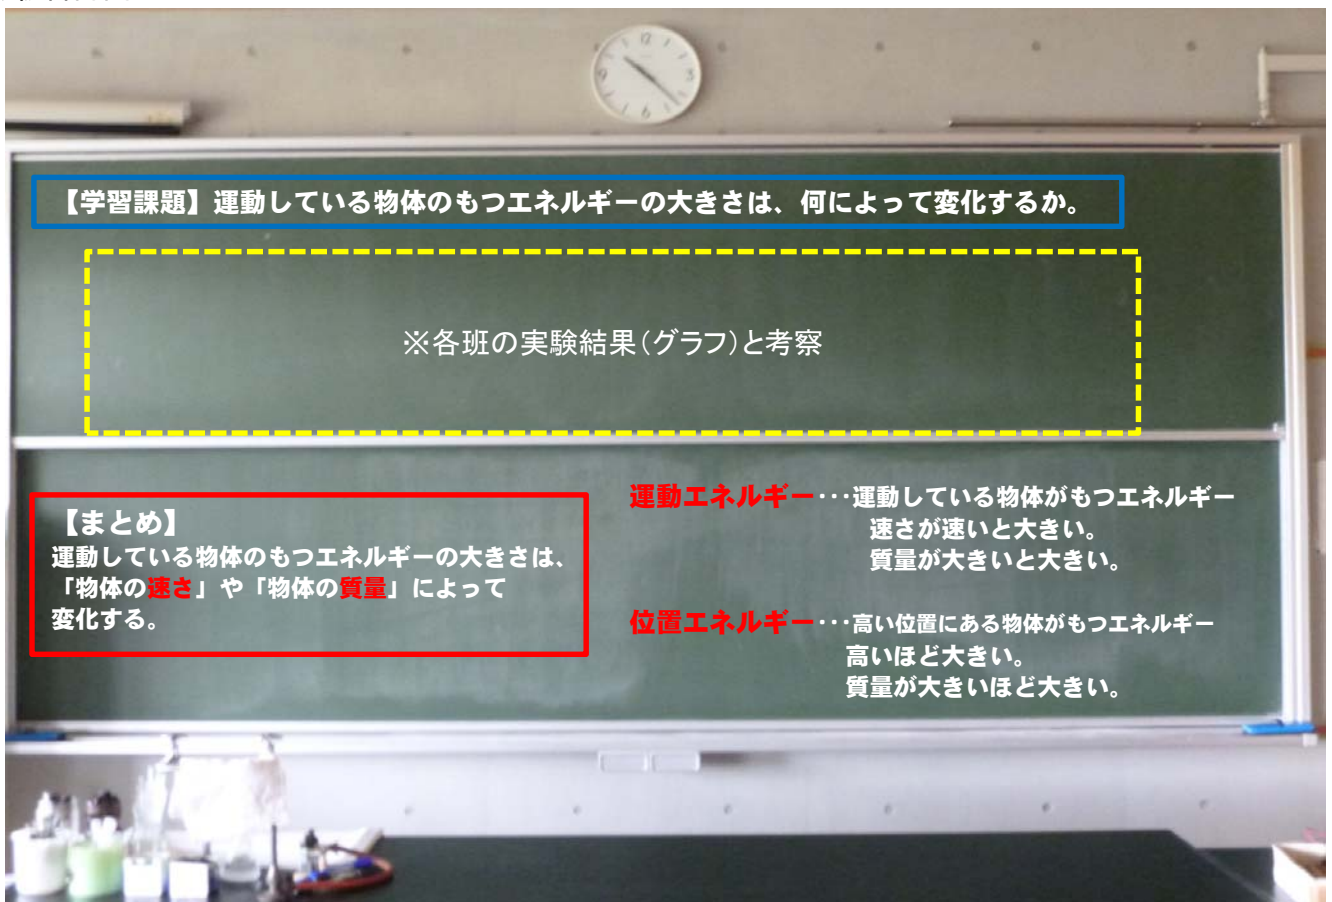 【学習課題】運動している物体のもつエネルギーの大きさは、何によって変化するか。
※各班の実験結果(グラフ)と考察
【まとめ】
運動している物体のもつエネルギーの大きさは、
「物体の速さ」や「物体の質量」によって
変化する。
運動エネルギー･･･運動している物体がもつエネルギー
速さが速いと大きい。
質量が大きいと大きい。
位置エネルギー･･･高い位置にある物体がもつエネルギー
高いほど大きい。
質量が大きいほど大きい。